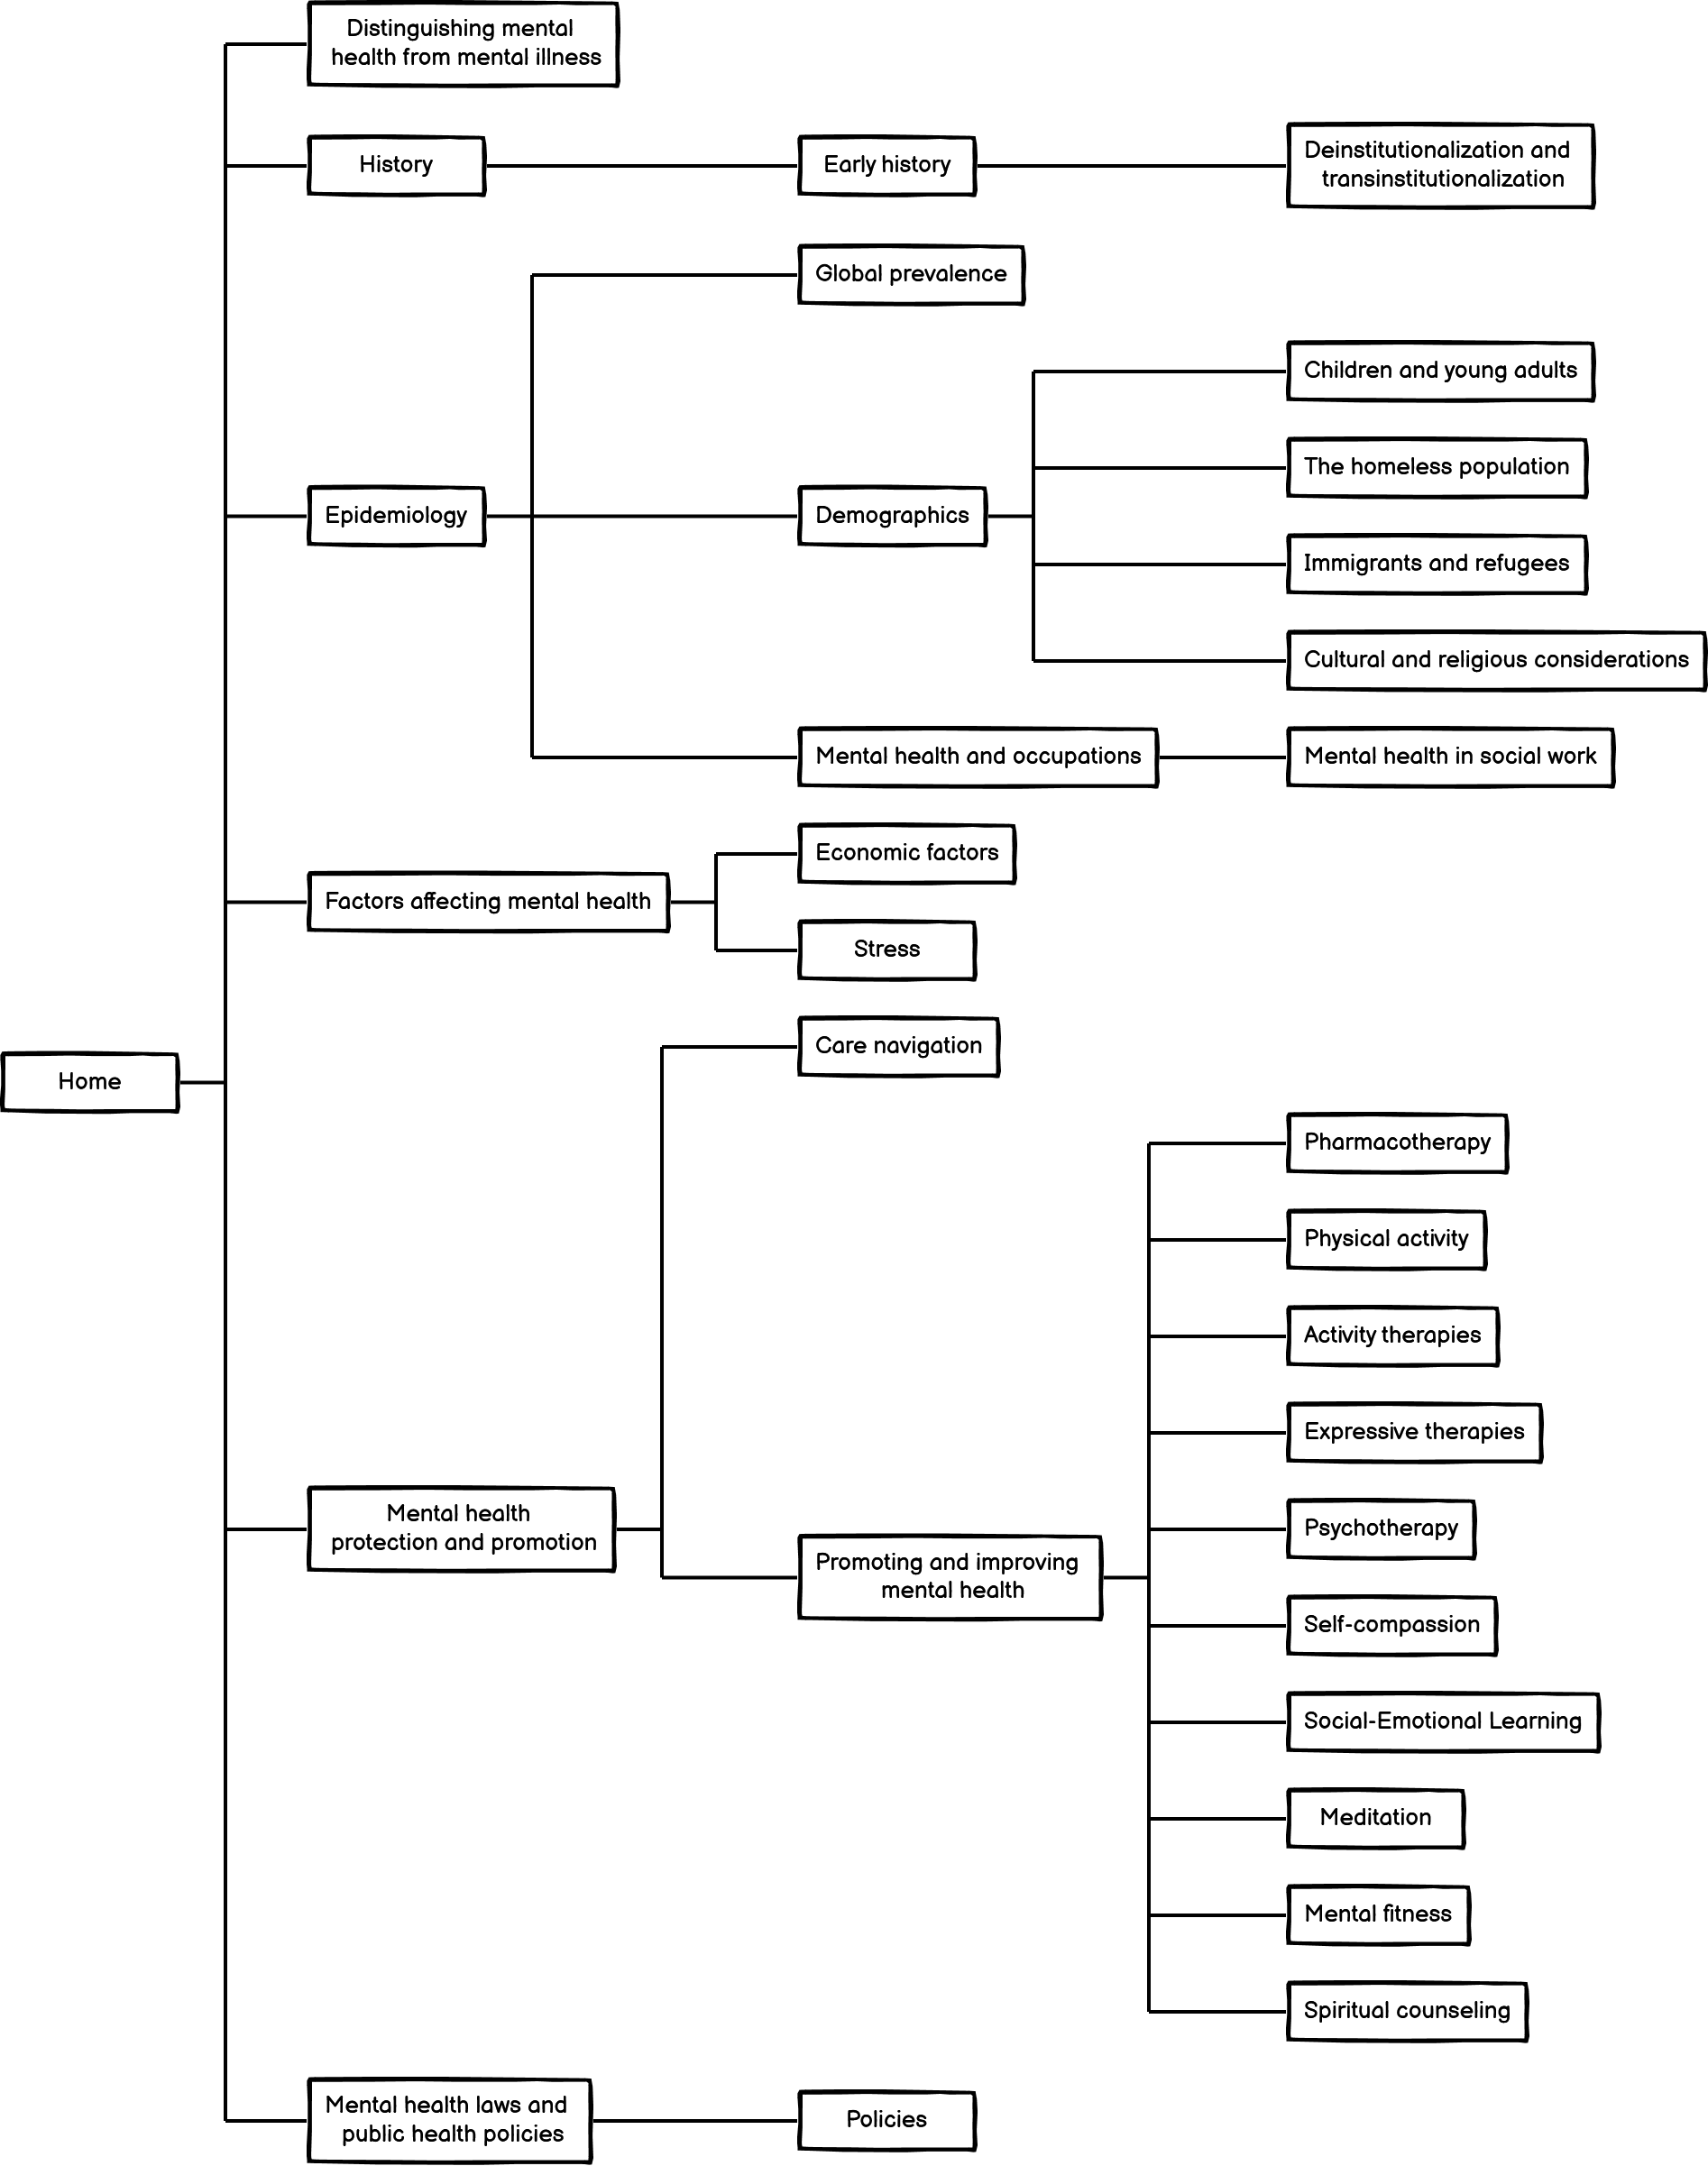 Distinguishing mental
health from mental illness
History
Early history
Deinstitutionalization and
transinstitutionalization
Global prevalence
Children and young adults
The homeless population
Epidemiology
Demographics
Immigrants and refugees
Cultural and religious considerations
Mental health and occupations
Mental health in social work
Economic factors
Factors affecting mental health
Stress
Care navigation
Home
Pharmacotherapy
Physical activity
Activity therapies
Expressive therapies
Mental health
protection and promotion
Psychotherapy
Promoting and improving
mental health
Self-compassion
Social-Emotional Learning
Meditation
Mental fitness
Spiritual counseling
Mental health laws and
public health policies
Policies